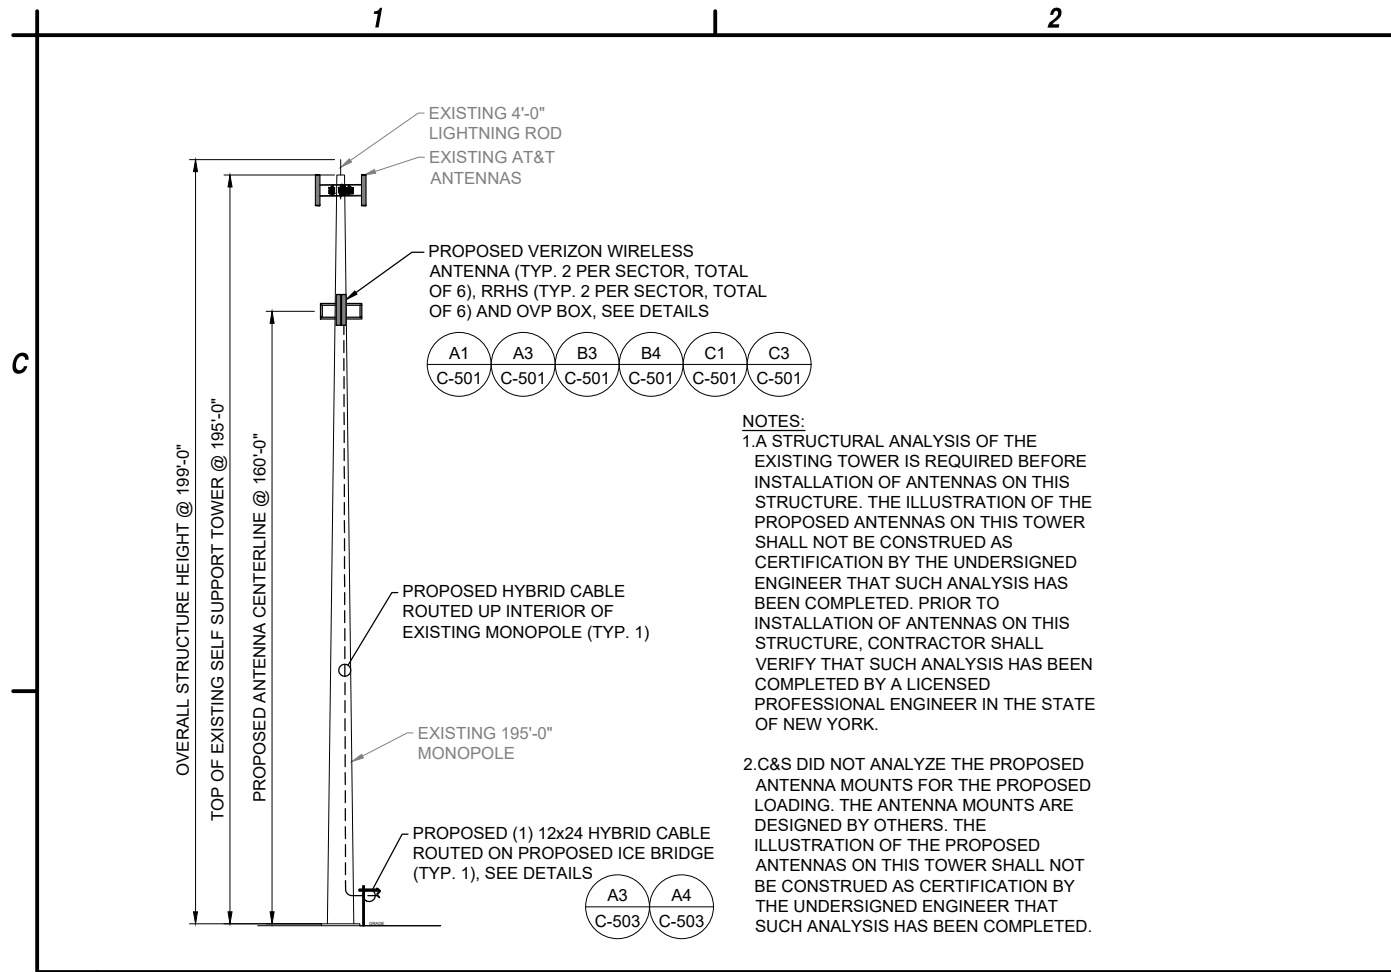 1
2
C
EXISTING 4'-0"
LIGHTNING ROD
EXISTING AT&T
ANTENNAS
PROPOSED VERIZON WIRELESS
ANTENNA (TYP. 2 PER SECTOR, TOTAL
OF 6), RRHS (TYP. 2 PER SECTOR, TOTAL
OF 6) AND OVP BOX, SEE DETAILS
A1 A3 B3 B4 C1 C3
C-501 C-501 C-501 C-501 C-501 C-501
OVERALL STRUCTURE HEIGHT @ 199'-0"
TOP OF EXISTING SELF SUPPORT TOWER @ 195'-0"
PROPOSED ANTENNA CENTERLINE @ 160'-0"
PROPOSED HYBRID CABLE
ROUTED UP INTERIOR OF
EXISTING MONOPOLE (TYP. 1)
EXISTING 195'-0"
MONOPOLE
PROPOSED (1) 12x24 HYBRID CABLE
ROUTED ON PROPOSED ICE BRIDGE
(TYP. 1), SEE DETAILS
A3 A4
C-503 C-503
NOTES:
1.A STRUCTURAL ANALYSIS OF THE
EXISTING TOWER IS REQUIRED BEFORE
INSTALLATION OF ANTENNAS ON THIS
STRUCTURE. THE ILLUSTRATION OF THE
PROPOSED ANTENNAS ON THIS TOWER
SHALL NOT BE CONSTRUED AS
CERTIFICATION BY THE UNDERSIGNED
ENGINEER THAT SUCH ANALYSIS HAS
BEEN COMPLETED. PRIOR TO
INSTALLATION OF ANTENNAS ON THIS
STRUCTURE, CONTRACTOR SHALL
VERIFY THAT SUCH ANALYSIS HAS BEEN
COMPLETED BY A LICENSED
PROFESSIONAL ENGINEER IN THE STATE
OF NEW YORK.
2.C&S DID NOT ANALYZE THE PROPOSED
ANTENNA MOUNTS FOR THE PROPOSED
LOADING. THE ANTENNA MOUNTS ARE
DESIGNED BY OTHERS. THE
ILLUSTRATION OF THE PROPOSED
ANTENNAS ON THIS TOWER SHALL NOT
BE CONSTRUED AS CERTIFICATION BY
THE UNDERSIGNED ENGINEER THAT
SUCH ANALYSIS HAS BEEN COMPLETED.